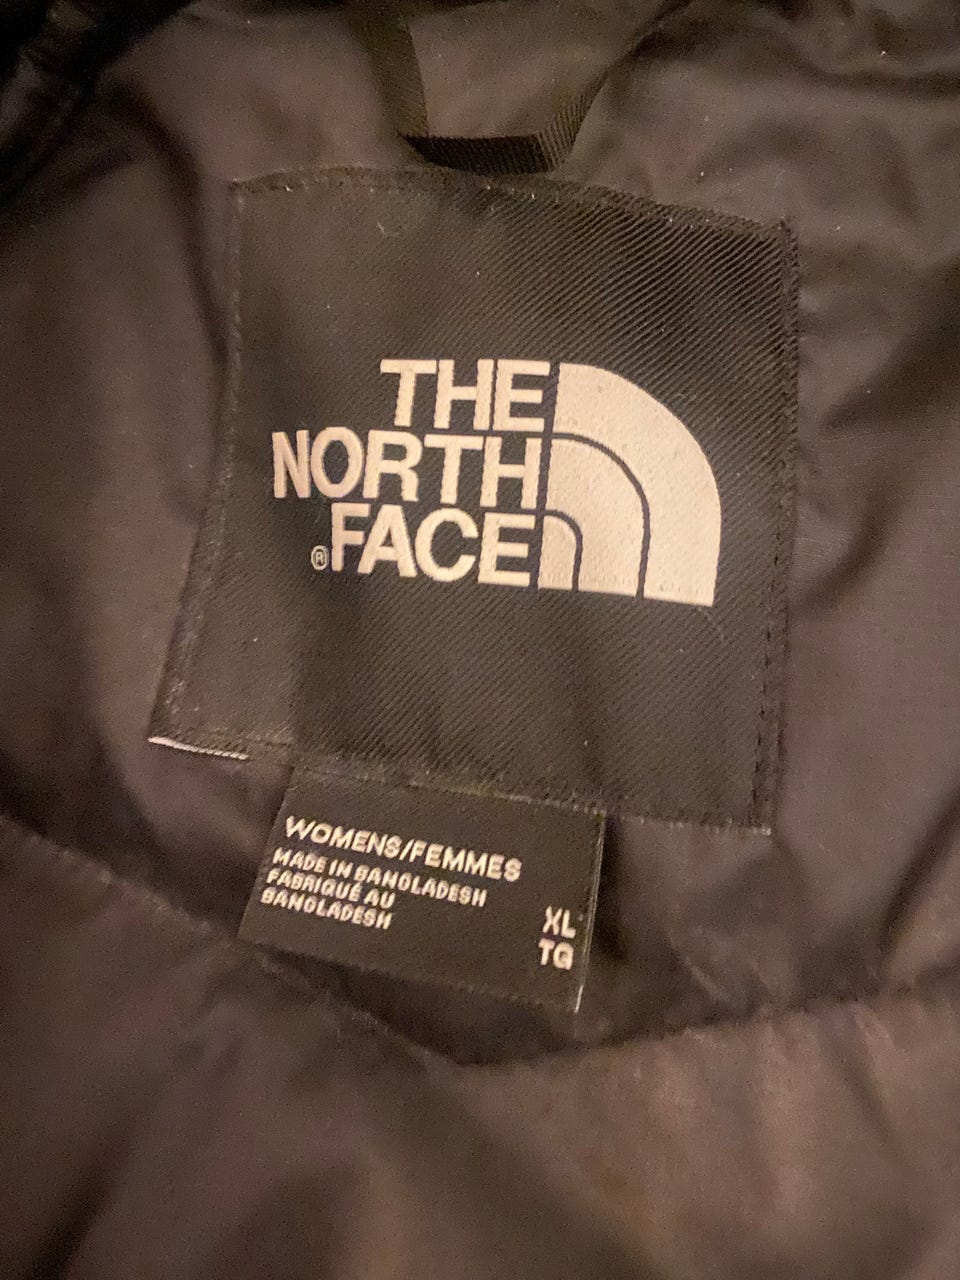 THE
NORTH
®FACE
WOMENS/FEMMES
MADE IN BANGLADESH
FABRIQUÉ AU
BANGLADESH
XL
TG